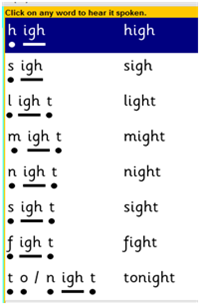 Click on any word to hear it spoken.
h igh high
s igh sigh
l igh t light
m igh t might
n igh t night
s igh t sight
f igh t fight
t o / n igh t tonight